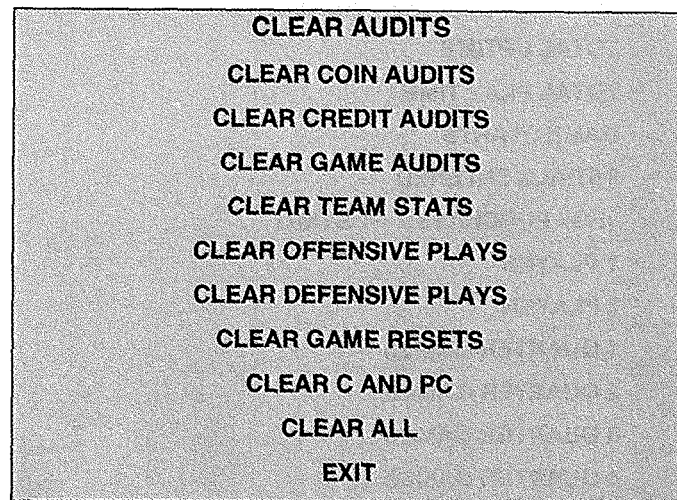 CLEAR AUDITS
CLEAR COIN AUDITS
CLEAR CREDIT AUDITS
CLEAR GAME AUDITS
CLEAR TEAM STATS
CLEAR OFFENSIVE PLAYS
CLEAR DEFENSIVE PLAYS
CLEAR GAME RESETS
CLEAR C AND PC
CLEAR ALL
EXIT